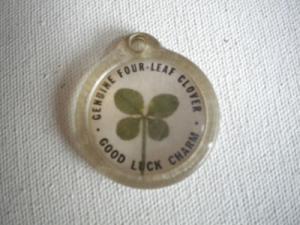 · GENUINE FOUR-LEAF CLOVER ·
GOOD LUCK CHARM